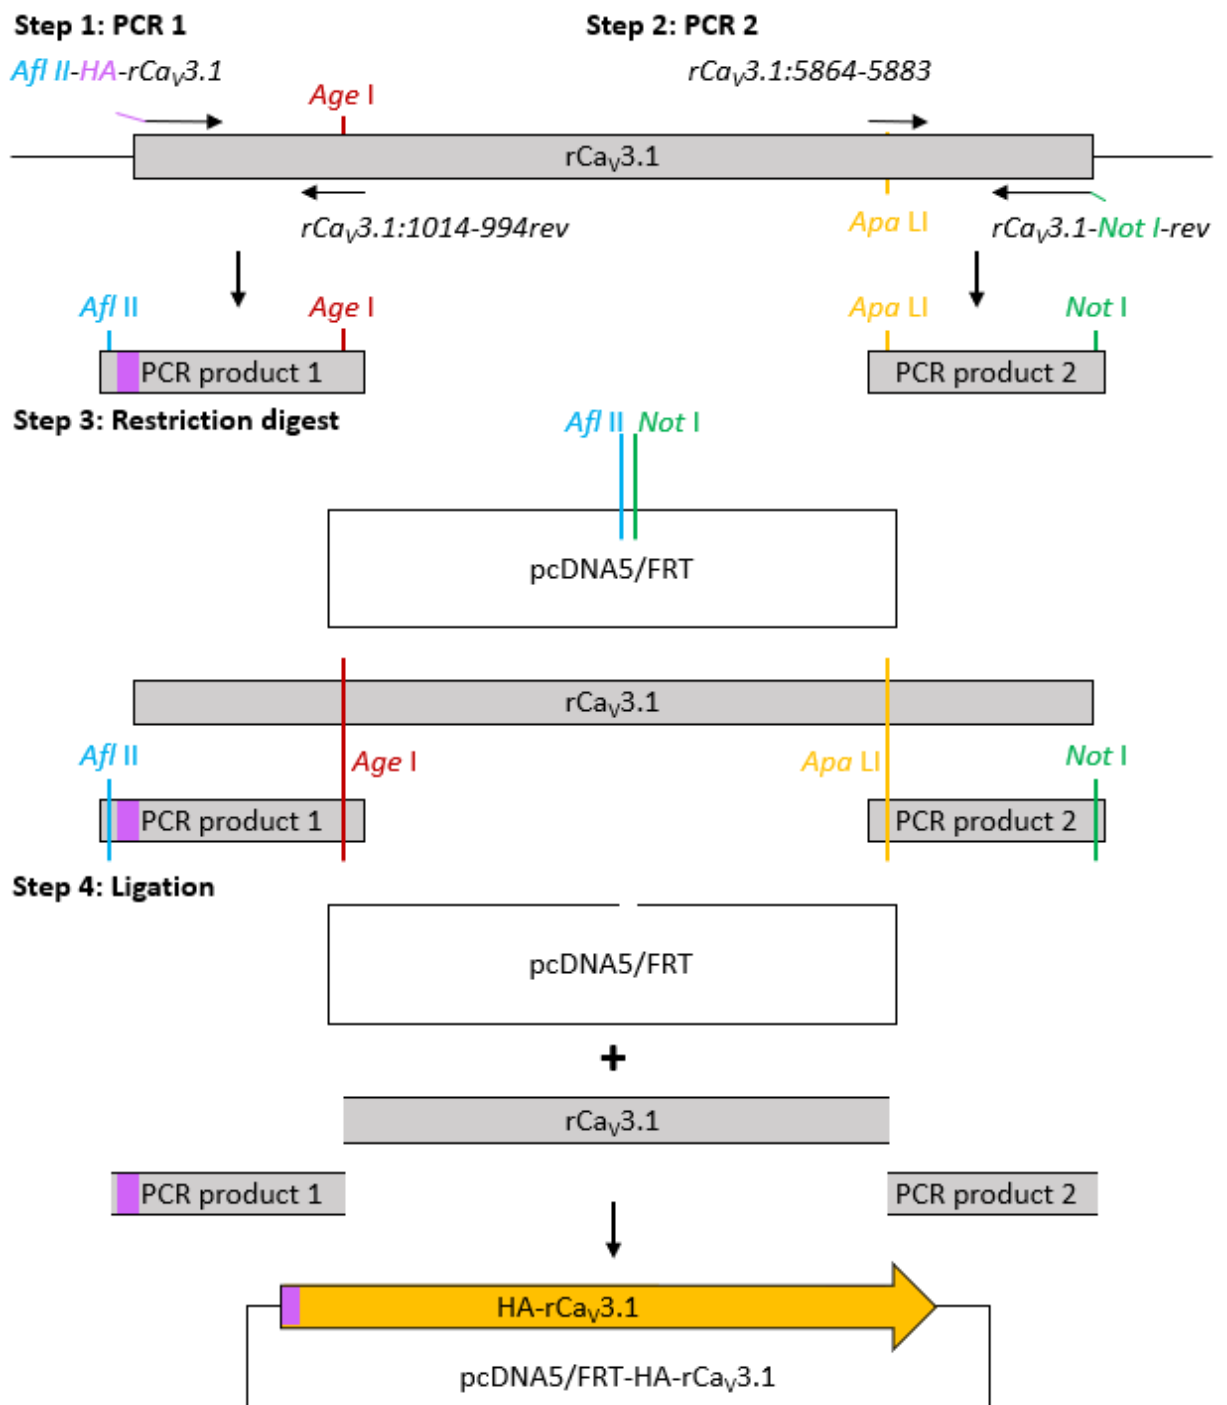 Step 1: PCR 1
Step 2: PCR 2
Afl II-HA-rCaV3.1
rCaV3.1:5864-5883
Age I
rCaV3.1
rCaV3.1:1014-994rev
Apa LI
rCaV3.1-Not I-rev
Afl II
Age I
Apa LI
Not I
PCR product 1
PCR product 2
Step 3: Restriction digest
Afl II
Not I
pcDNA5/FRT
rCaV3.1
Afl II
Age I
Apa LI
Not I
PCR product 1
PCR product 2
Step 4: Ligation
pcDNA5/FRT
+
rCaV3.1
PCR product 1
PCR product 2
HA-rCaV3.1
pcDNA5/FRT-HA-rCaV3.1